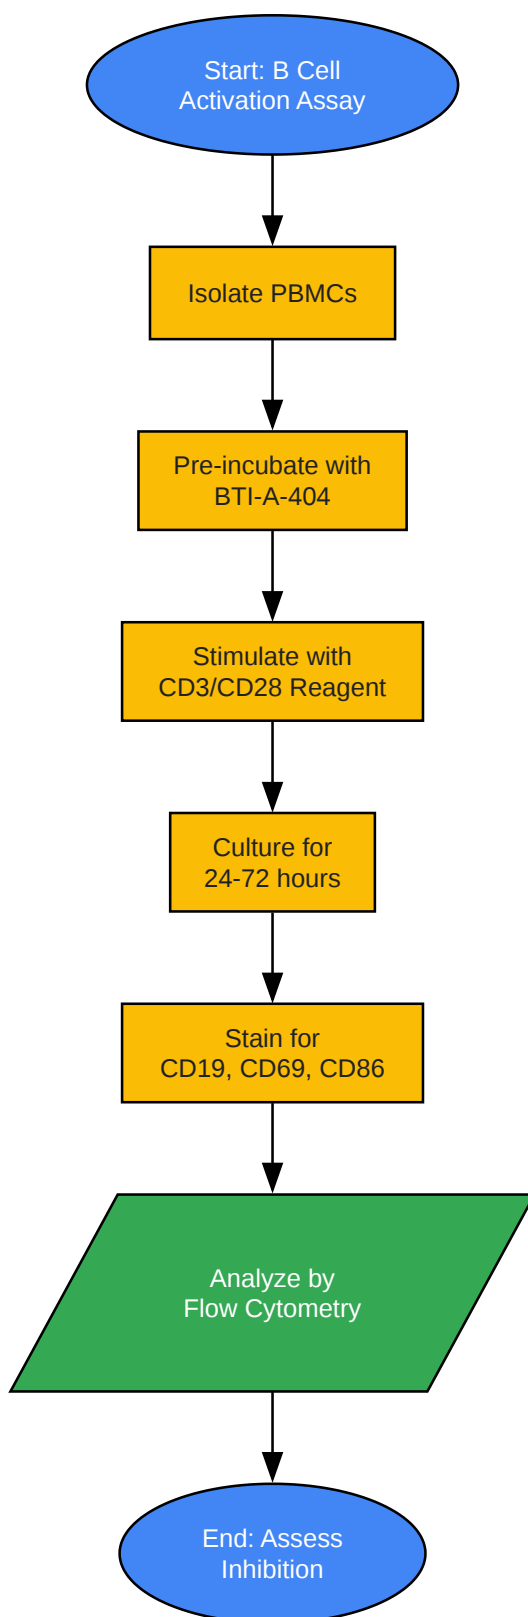 Start: B Cell
Activation Assay
Isolate PBMCs
Pre-incubate with
BTI-A-404
Stimulate with
CD3/CD28 Reagent
Culture for
24-72 hours
Stain for
CD19, CD69, CD86
Analyze by
Flow Cytometry
End: Assess
Inhibition